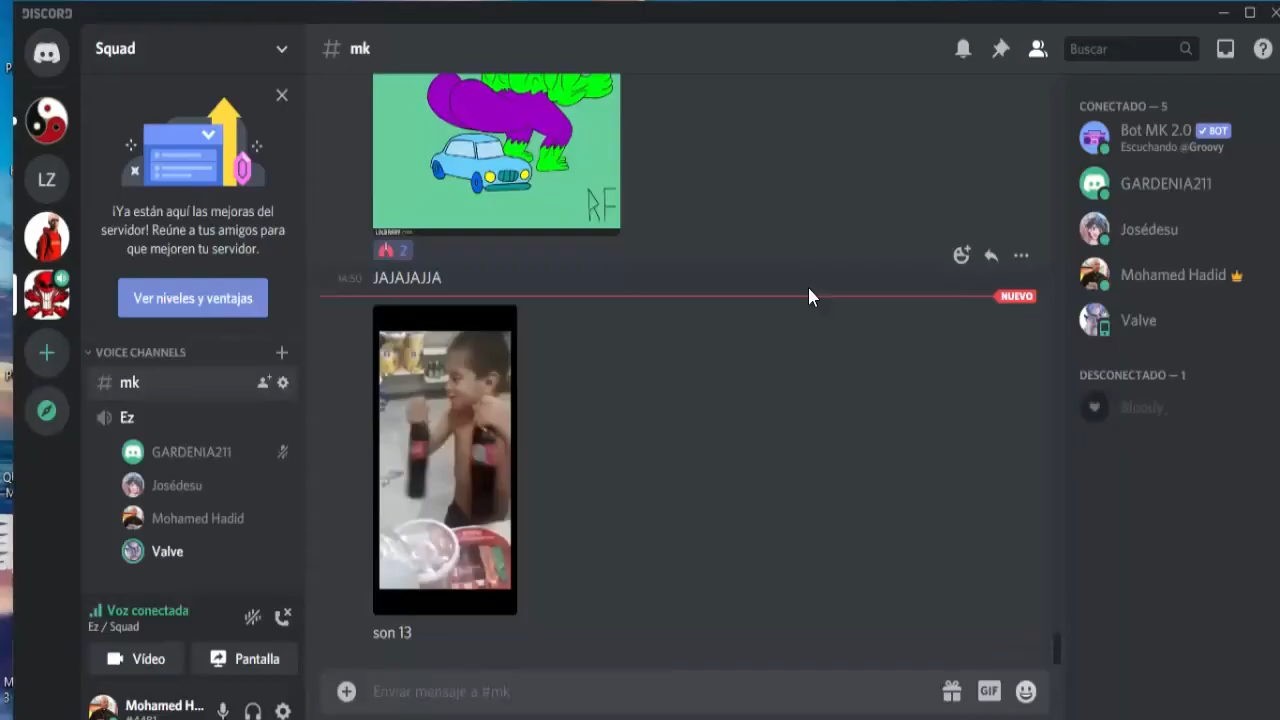 DISCORD
Squad
mk
Buscar
LZ
¡Ya están aquí las mejoras del
servidor! Reúne a tus amigos para
que mejoren tu servidor.
Ver niveles y ventajas
VOICE CHANNELS
mk
Ez
GARDENIA211
Josédesu
Mohamed Hadid
Valve
Voz conectada
Ez / Squad
Vídeo
Pantalla
Mohamed H...
RF
2
14:50
JAJAJAJJA
NUEVO
son 13
Enviar mensaje a #mk
GIF
CONECTADO — 5
Bot MK 2.0 ✓ BOT
Escuchando @Groovy
GARDENIA211
Josédesu
Mohamed Hadid
Valve
DESCONECTADO — 1